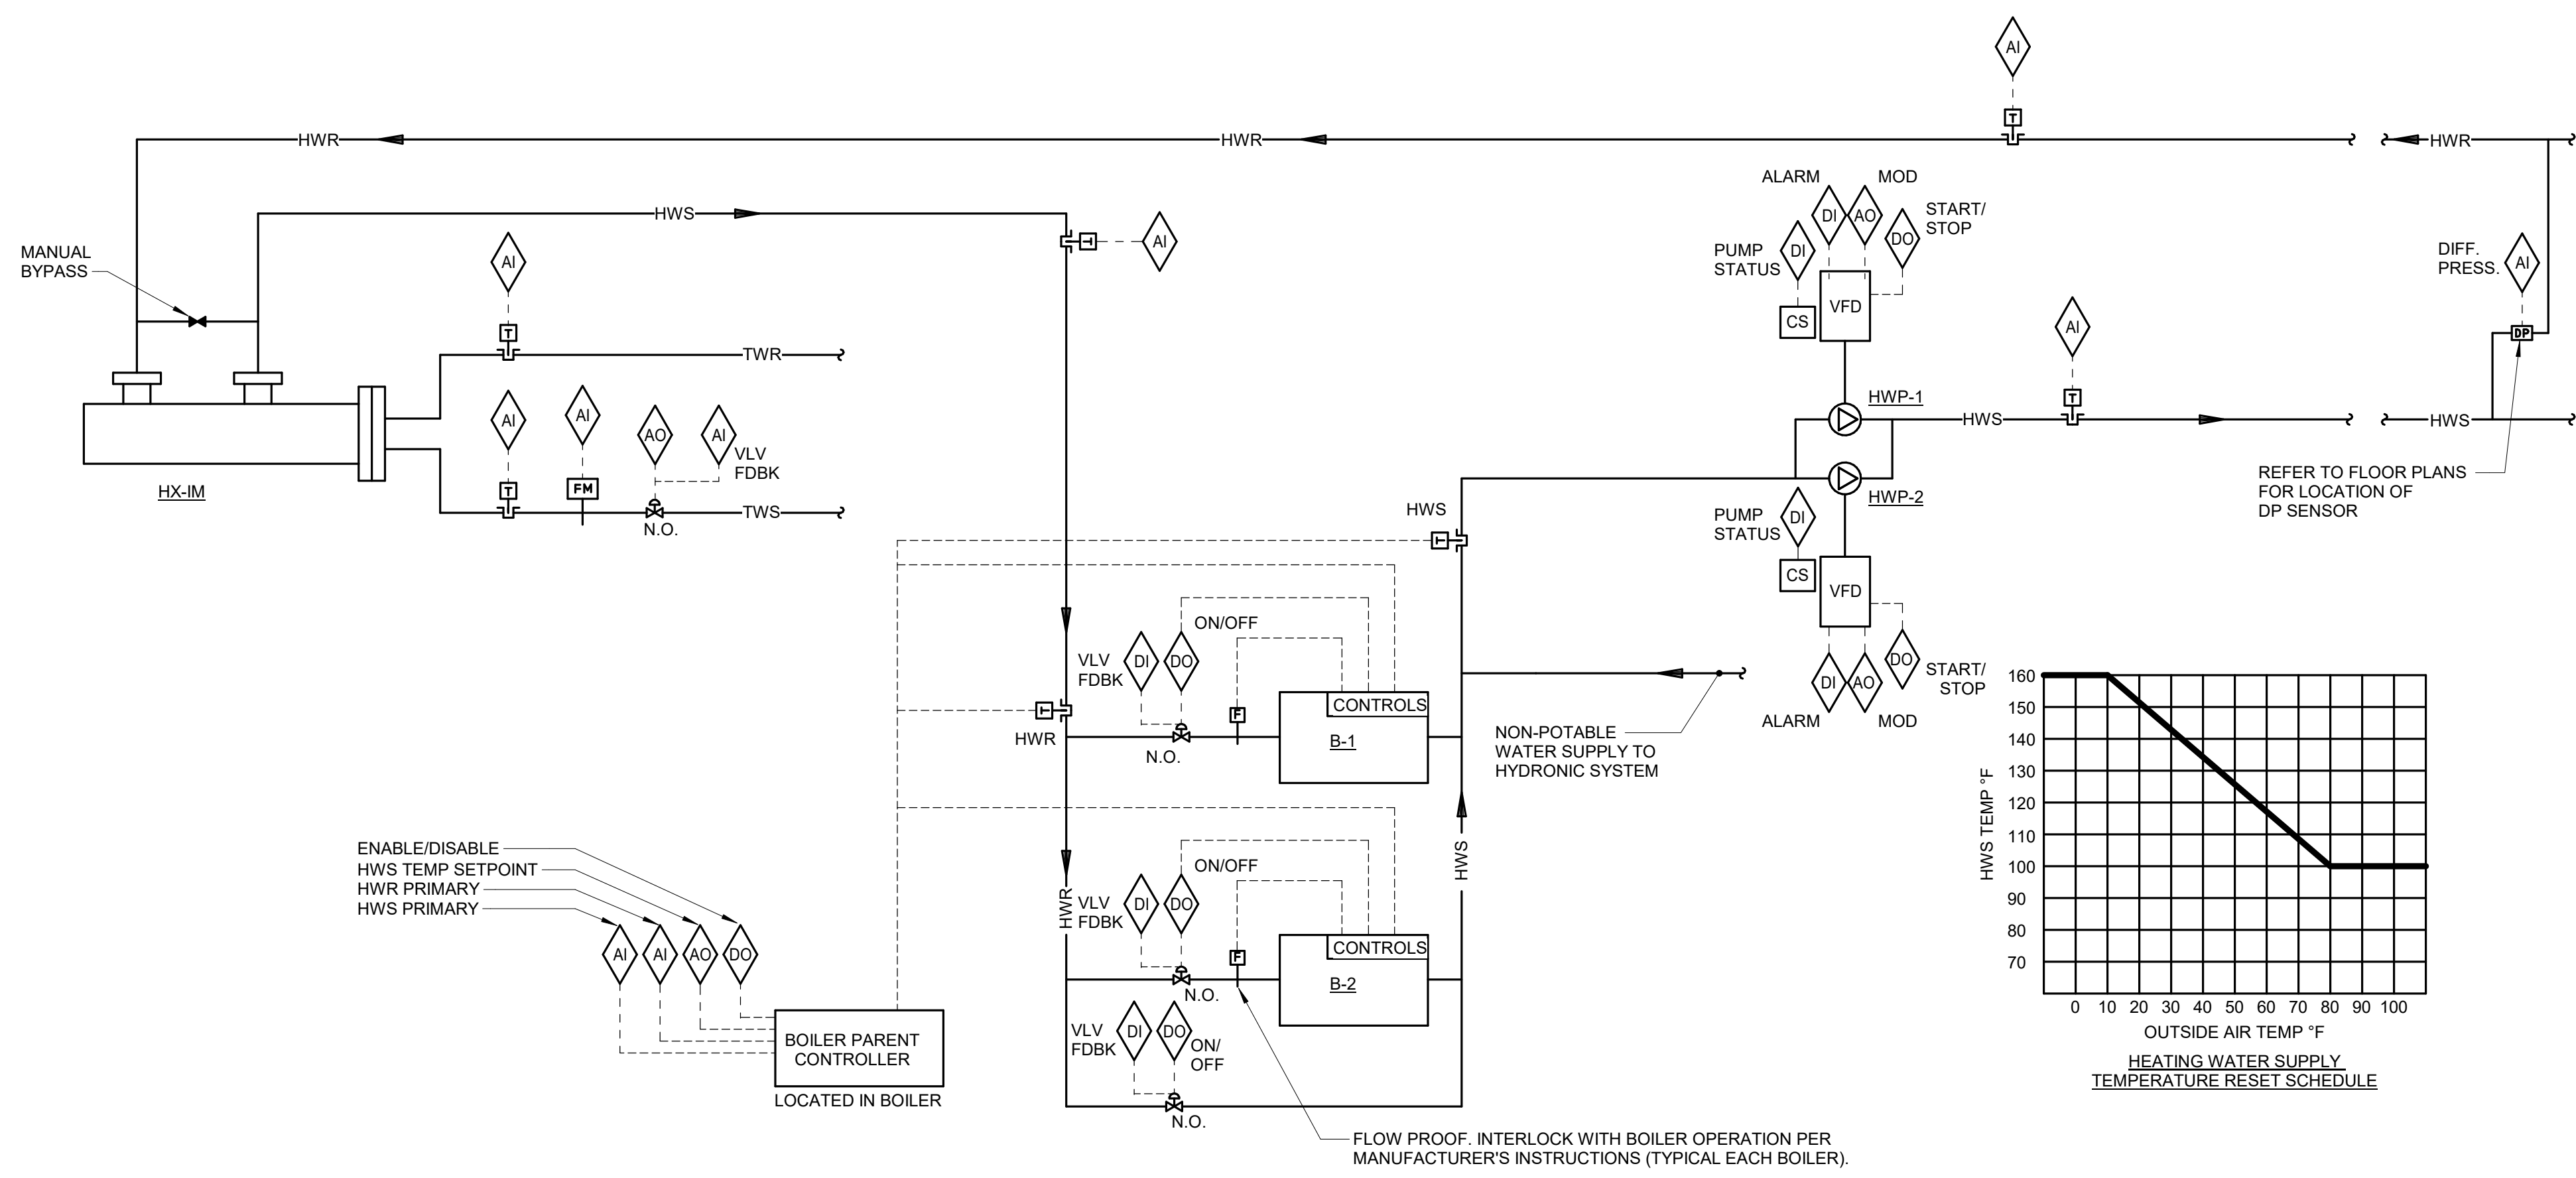 AI
T
HWR
HWR
HWR
ALARM
MOD
DI
AO
START/
STOP
DO
PUMP
STATUS
DI
CS
VFD
HWS
T
AI
MANUAL
BYPASS
AI
T
TWR
DIFF.
PRESS.
AI
DP
AI
T
HWP-1
HWS
HWS
AI
AI
AO
AI
VLV
FDBK
T
FM
N.O.
TWS
HX-IM
HWP-2
REFER TO FLOOR PLANS
FOR LOCATION OF
DP SENSOR
HWS
T
PUMP
STATUS
DI
CS
VFD
DO
START/
STOP
DI
AO
ALARM
MOD
ON/OFF
VLV
FDBK
DI
DO
T
HWR
F
N.O.
CONTROLS
B-1
NON-POTABLE
WATER SUPPLY TO
HYDRONIC SYSTEM
HWS
HWR
ON/OFF
VLV
FDBK
DI
DO
F
N.O.
CONTROLS
B-2
VLV
FDBK
DI
DO
ON/
OFF
N.O.
ENABLE/DISABLE
HWS TEMP SETPOINT
HWR PRIMARY
HWS PRIMARY
AI
AI
AO
DO
BOILER PARENT
CONTROLLER
LOCATED IN BOILER
FLOW PROOF. INTERLOCK WITH BOILER OPERATION PER
MANUFACTURER'S INSTRUCTIONS (TYPICAL EACH BOILER).
HWS TEMP °F
160
150
140
130
120
110
100
90
80
70
0 10 20 30 40 50 60 70 80 90 100
OUTSIDE AIR TEMP °F
HEATING WATER SUPPLY
TEMPERATURE RESET SCHEDULE